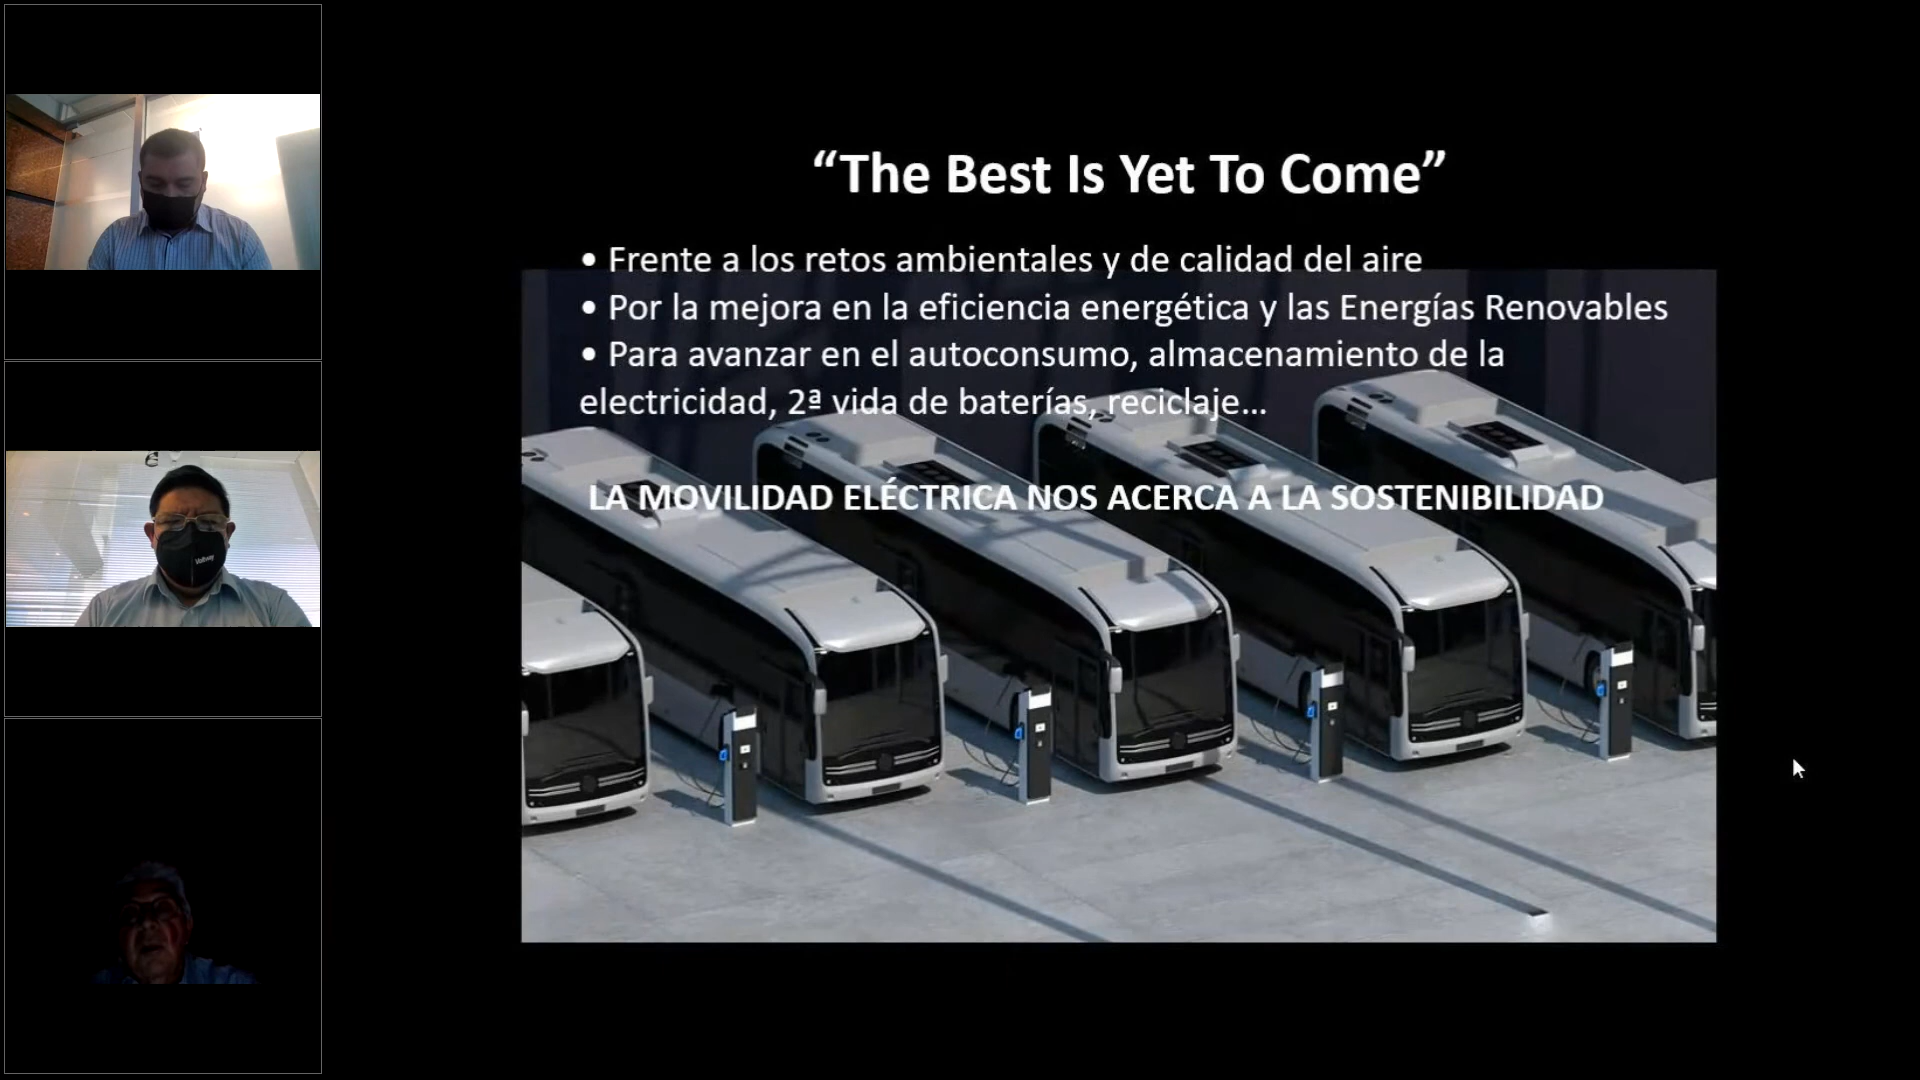 “The Best Is Yet To Come”
• Frente a los retos ambientales y de calidad del aire
• Por la mejora en la eficiencia energética y las Energías Renovables
• Para avanzar en el autoconsumo, almacenamiento de la
electricidad, 2ª vida de baterías, reciclaje...
LA MOVILIDAD ELÉCTRICA NOS ACERCA A LA SOSTENIBILIDAD